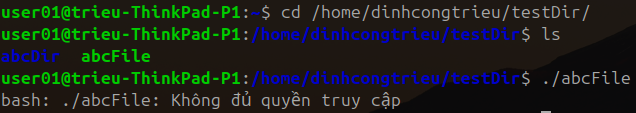 user01@trieu-ThinkPad-P1:~$ cd /home/dinhcongtrieu/testDir/
user01@trieu-ThinkPad-P1:/home/dinhcongtrieu/testDir$ ls
abcDir  abcFile
user01@trieu-ThinkPad-P1:/home/dinhcongtrieu/testDir$ ./abcFile
bash: ./abcFile: Không đủ quyền truy cập